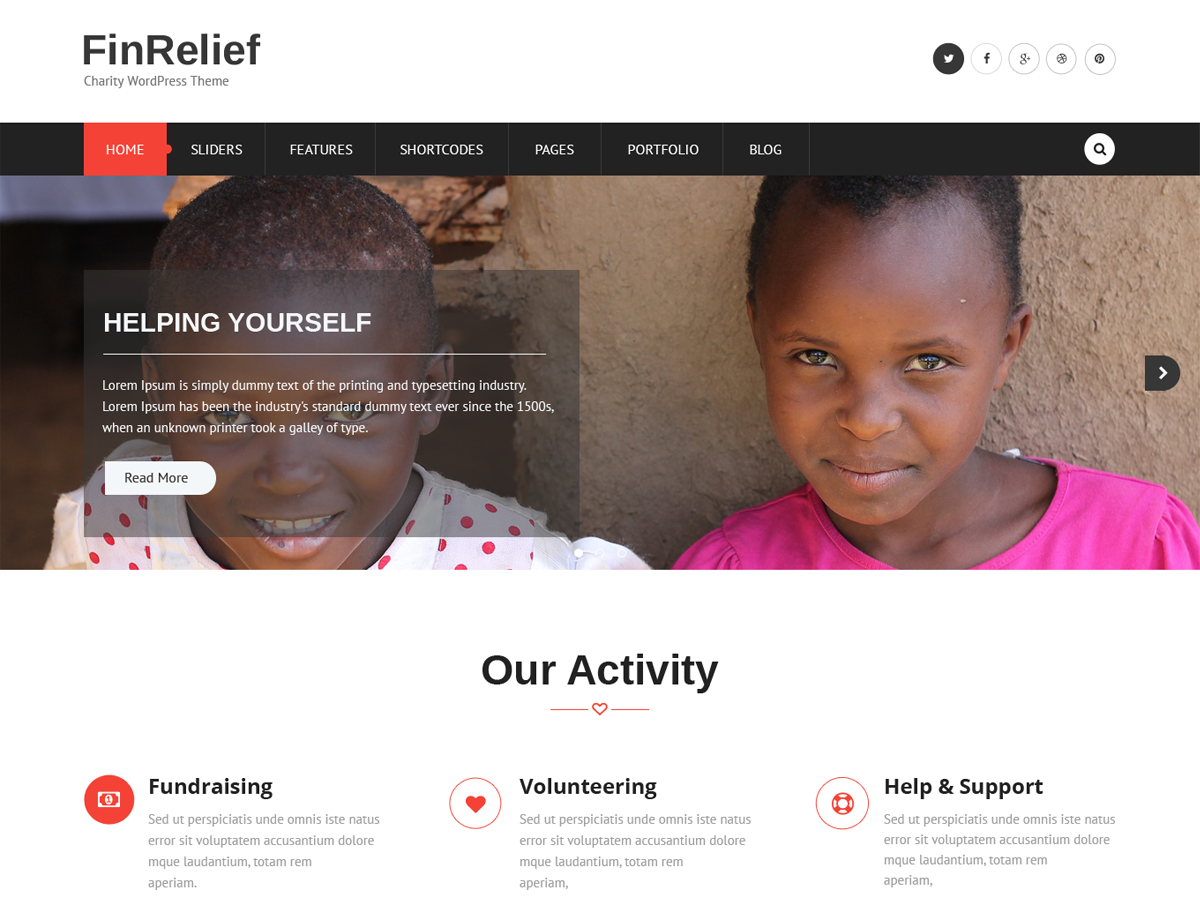 FinRelief
Charity WordPress Theme
HOME SLIDERS FEATURES SHORTCODES PAGES PORTFOLIO BLOG
HELPING YOURSELF
Lorem Ipsum is simply dummy text of the printing and typesetting industry.
Lorem Ipsum has been the industry's standard dummy text ever since the 1500s,
when an unknown printer took a galley of type.
Read More
Our Activity
Fundraising
Sed ut perspiciatis unde omnis iste natus
error sit voluptatem accusantium dolore
mque laudantium, totam rem
aperiam.
Volunteering
Sed ut perspiciatis unde omnis iste natus
error sit voluptatem accusantium dolore
mque laudantium, totam rem
aperiam,
Help & Support
Sed ut perspiciatis unde omnis iste natus
error sit voluptatem accusantium dolore
mque laudantium, totam rem
aperiam,